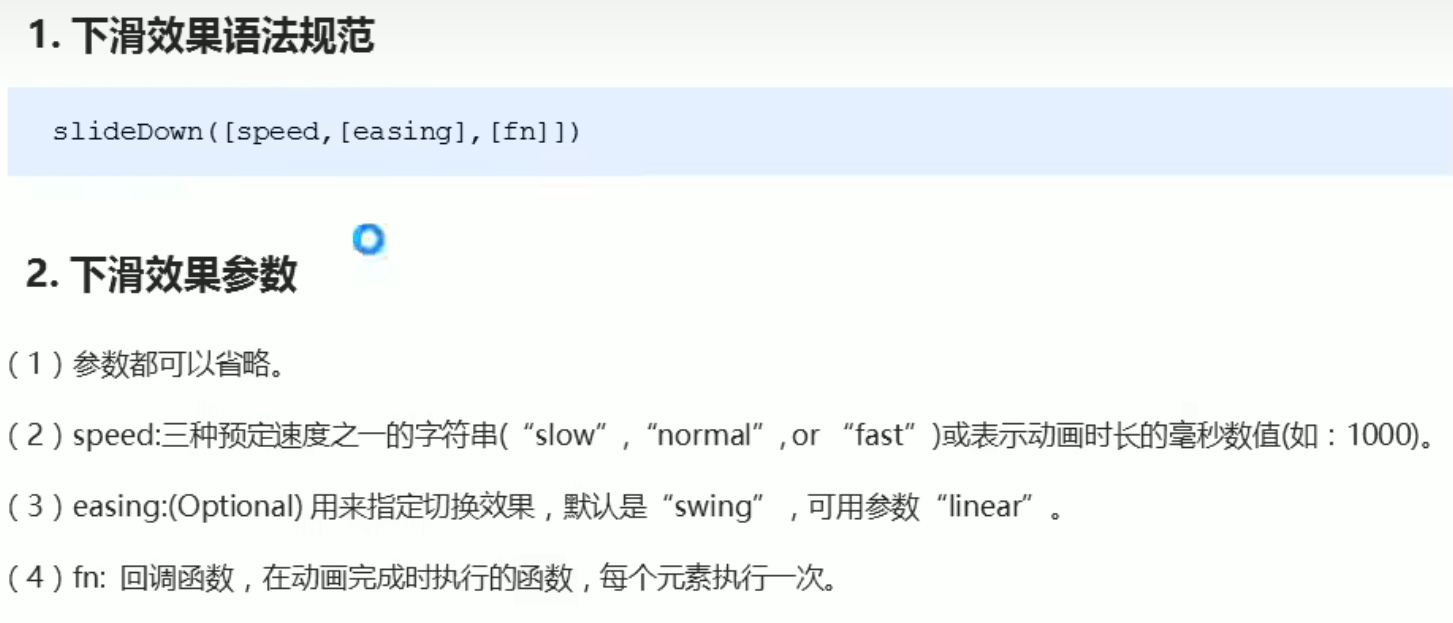 1. 下滑效果语法规范
slideDown([speed,[easing],[fn]])
2. 下滑效果参数
（1）参数都可以省略。
（2）speed:三种预定速度之一的字符串(“slow”,“normal”, or “fast”)或表示动画时长的毫秒数值(如：1000)。
（3）easing:(Optional) 用来指定切换效果，默认是“swing”，可用参数“linear”。
（4）fn: 回调函数，在动画完成时执行的函数，每个元素执行一次。